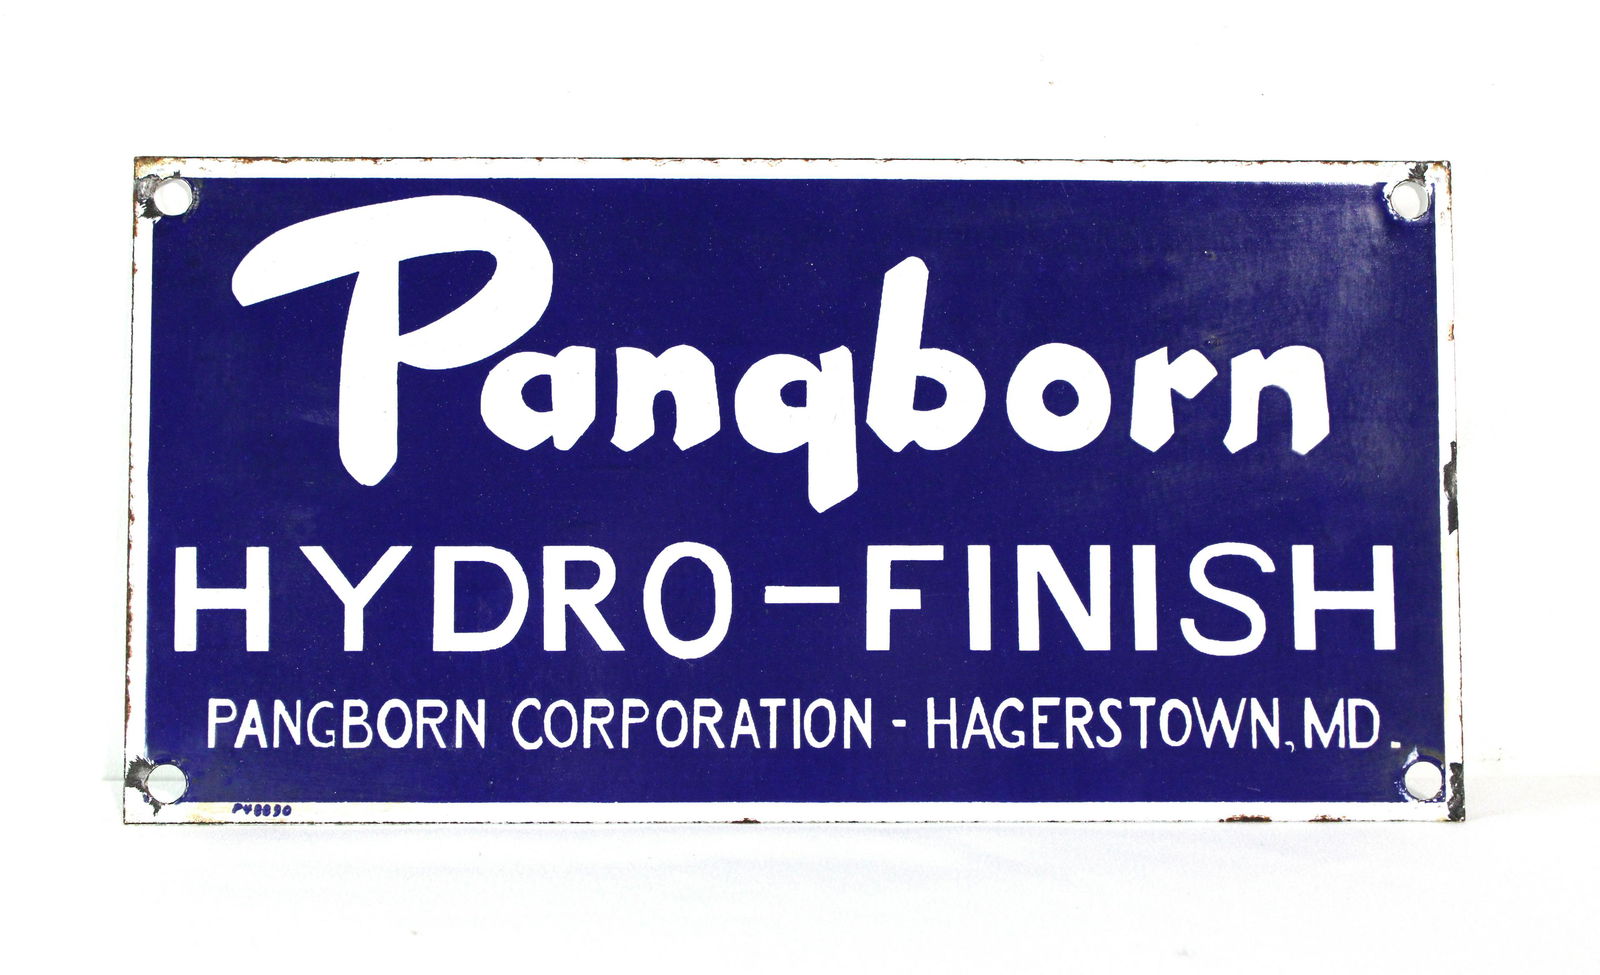 Pangborn
HYDRO-FINISH
PANGBORN CORPORATION - HAGERSTOWN, MD.